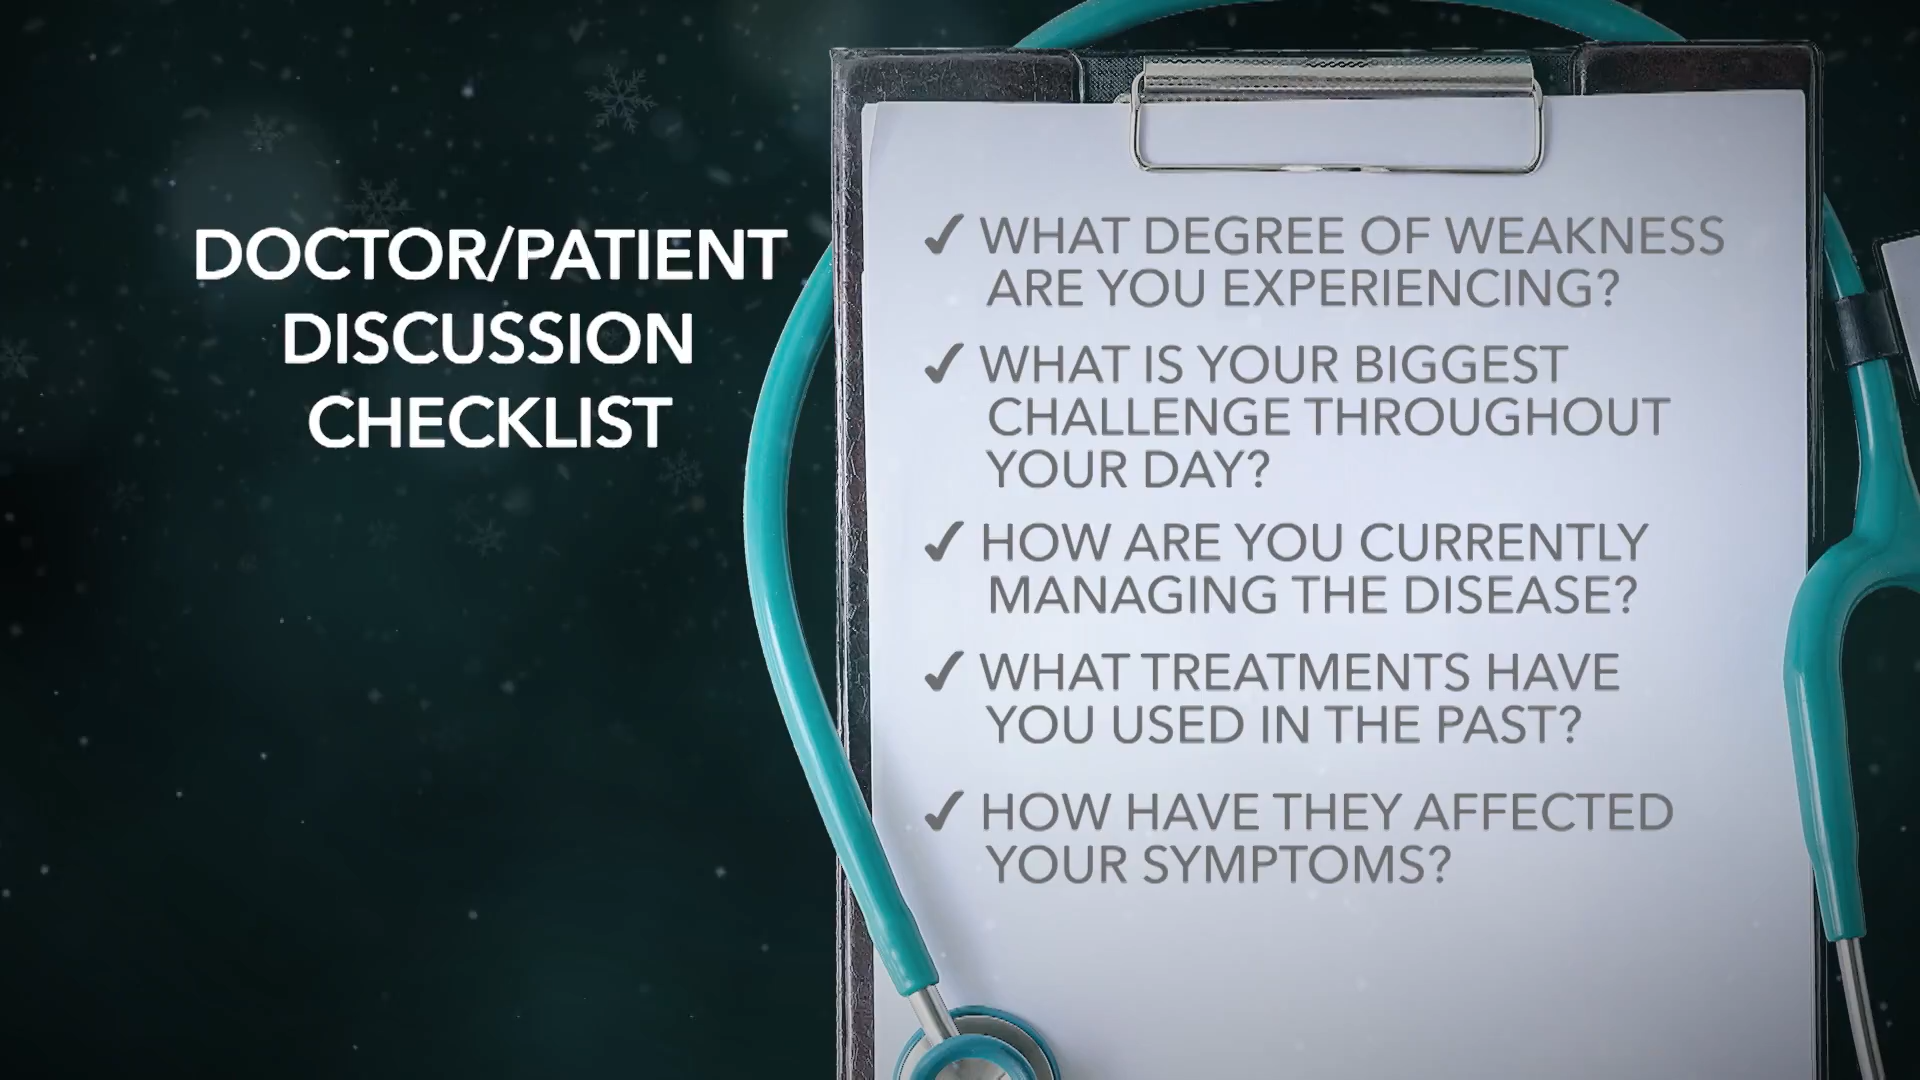 DOCTOR/PATIENT
DISCUSSION
CHECKLIST
✓ WHAT DEGREE OF WEAKNESS
ARE YOU EXPERIENCING?
✓ WHAT IS YOUR BIGGEST
CHALLENGE THROUGHOUT
YOUR DAY?
✓ HOW ARE YOU CURRENTLY
MANAGING THE DISEASE?
✓ WHAT TREATMENTS HAVE
YOU USED IN THE PAST?
✓ HOW HAVE THEY AFFECTED
YOUR SYMPTOMS?